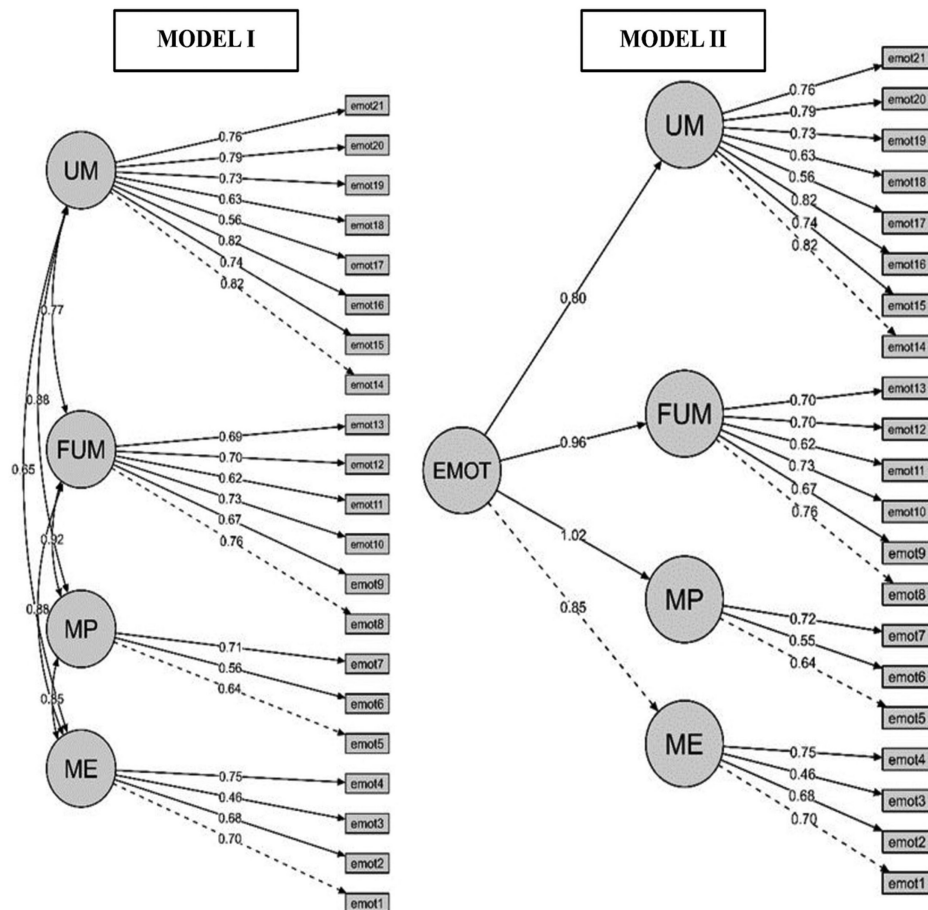 MODEL I
UM
FUM
MP
ME
emot21
emot20
emot19
emot18
emot17
emot16
emot15
emot14
emot13
emot12
emot11
emot10
emot9
emot8
emot7
emot6
emot5
emot4
emot3
emot2
emot1
0.76
0.79
0.73
0.63
0.56
0.82
0.74
0.82
0.69
0.70
0.62
0.73
0.67
0.76
0.71
0.56
0.64
0.75
0.46
0.68
0.70
0.77
0.88
0.65
0.92
0.88
0.85
MODEL II
EMOT
UM
FUM
MP
ME
0.80
0.96
1.02
0.85
emot21
emot20
emot19
emot18
emot17
emot16
emot15
emot14
emot13
emot12
emot11
emot10
emot9
emot8
emot7
emot6
emot5
emot4
emot3
emot2
emot1
0.76
0.79
0.73
0.63
0.56
0.82
0.74
0.82
0.70
0.70
0.62
0.73
0.67
0.76
0.72
0.55
0.64
0.75
0.46
0.68
0.70